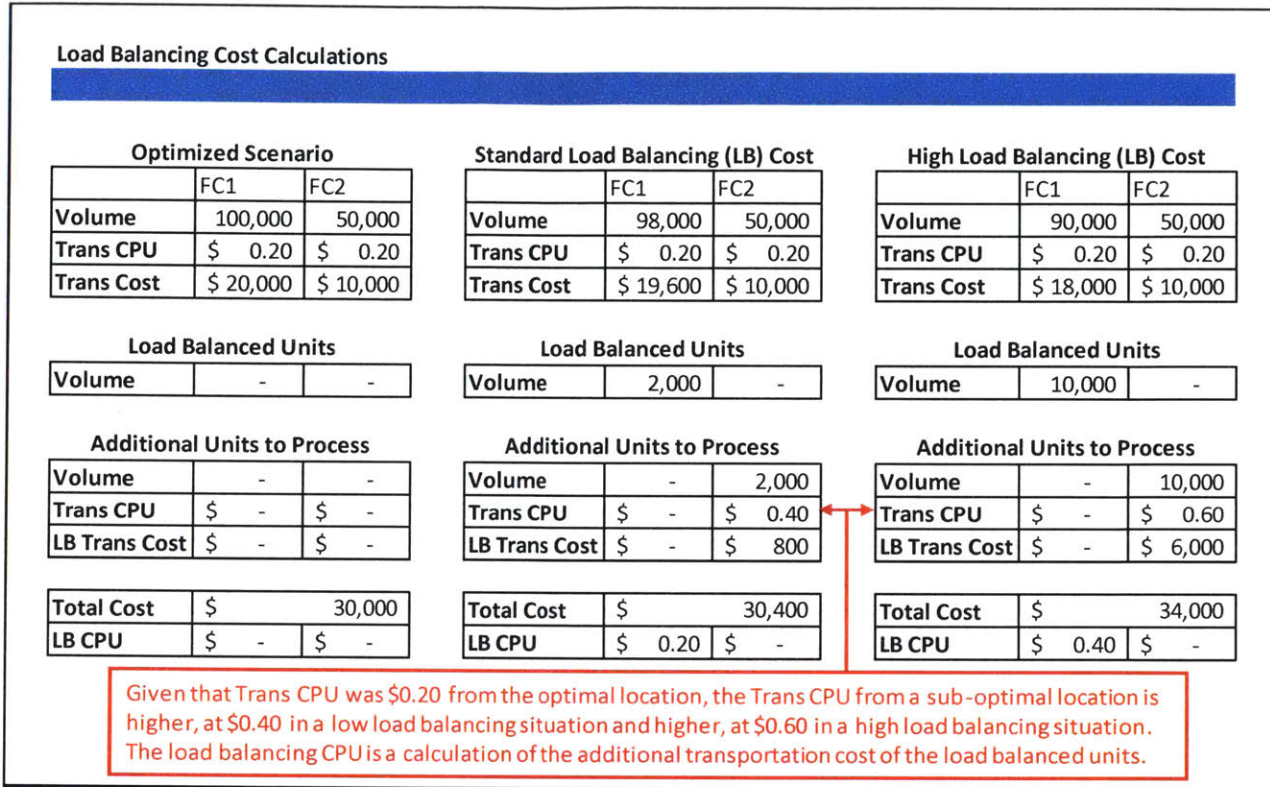 Load Balancing Cost Calculations
Optimized Scenario
FC1 FC2
Volume 100,000 50,000
Trans CPU $ 0.20 $ 0.20
Trans Cost $ 20,000 $ 10,000
Load Balanced Units
Volume - -
Additional Units to Process
Volume - -
Trans CPU $ - $ -
LB Trans Cost $ - $ -
Total Cost $ 30,000
LB CPU $ - $ -
Standard Load Balancing (LB) Cost
FC1 FC2
Volume 98,000 50,000
Trans CPU $ 0.20 $ 0.20
Trans Cost $ 19,600 $ 10,000
Load Balanced Units
Volume 2,000 -
Additional Units to Process
Volume - 2,000
Trans CPU $ - $ 0.40
LB Trans Cost $ - $ 800
Total Cost $ 30,400
LB CPU $ 0.20 $ -
High Load Balancing (LB) Cost
FC1 FC2
Volume 90,000 50,000
Trans CPU $ 0.20 $ 0.20
Trans Cost $ 18,000 $ 10,000
Load Balanced Units
Volume 10,000 -
Additional Units to Process
Volume - 10,000
Trans CPU $ - $ 0.60
LB Trans Cost $ - $ 6,000
Total Cost $ 34,000
LB CPU $ 0.40 $ -
Given that Trans CPU was $0.20 from the optimal location, the Trans CPU from a sub-optimal location is
higher, at $0.40 in a low load balancing situation and higher, at $0.60 in a high load balancing situation.
The load balancing CPU is a calculation of the additional transportation cost of the load balanced units.